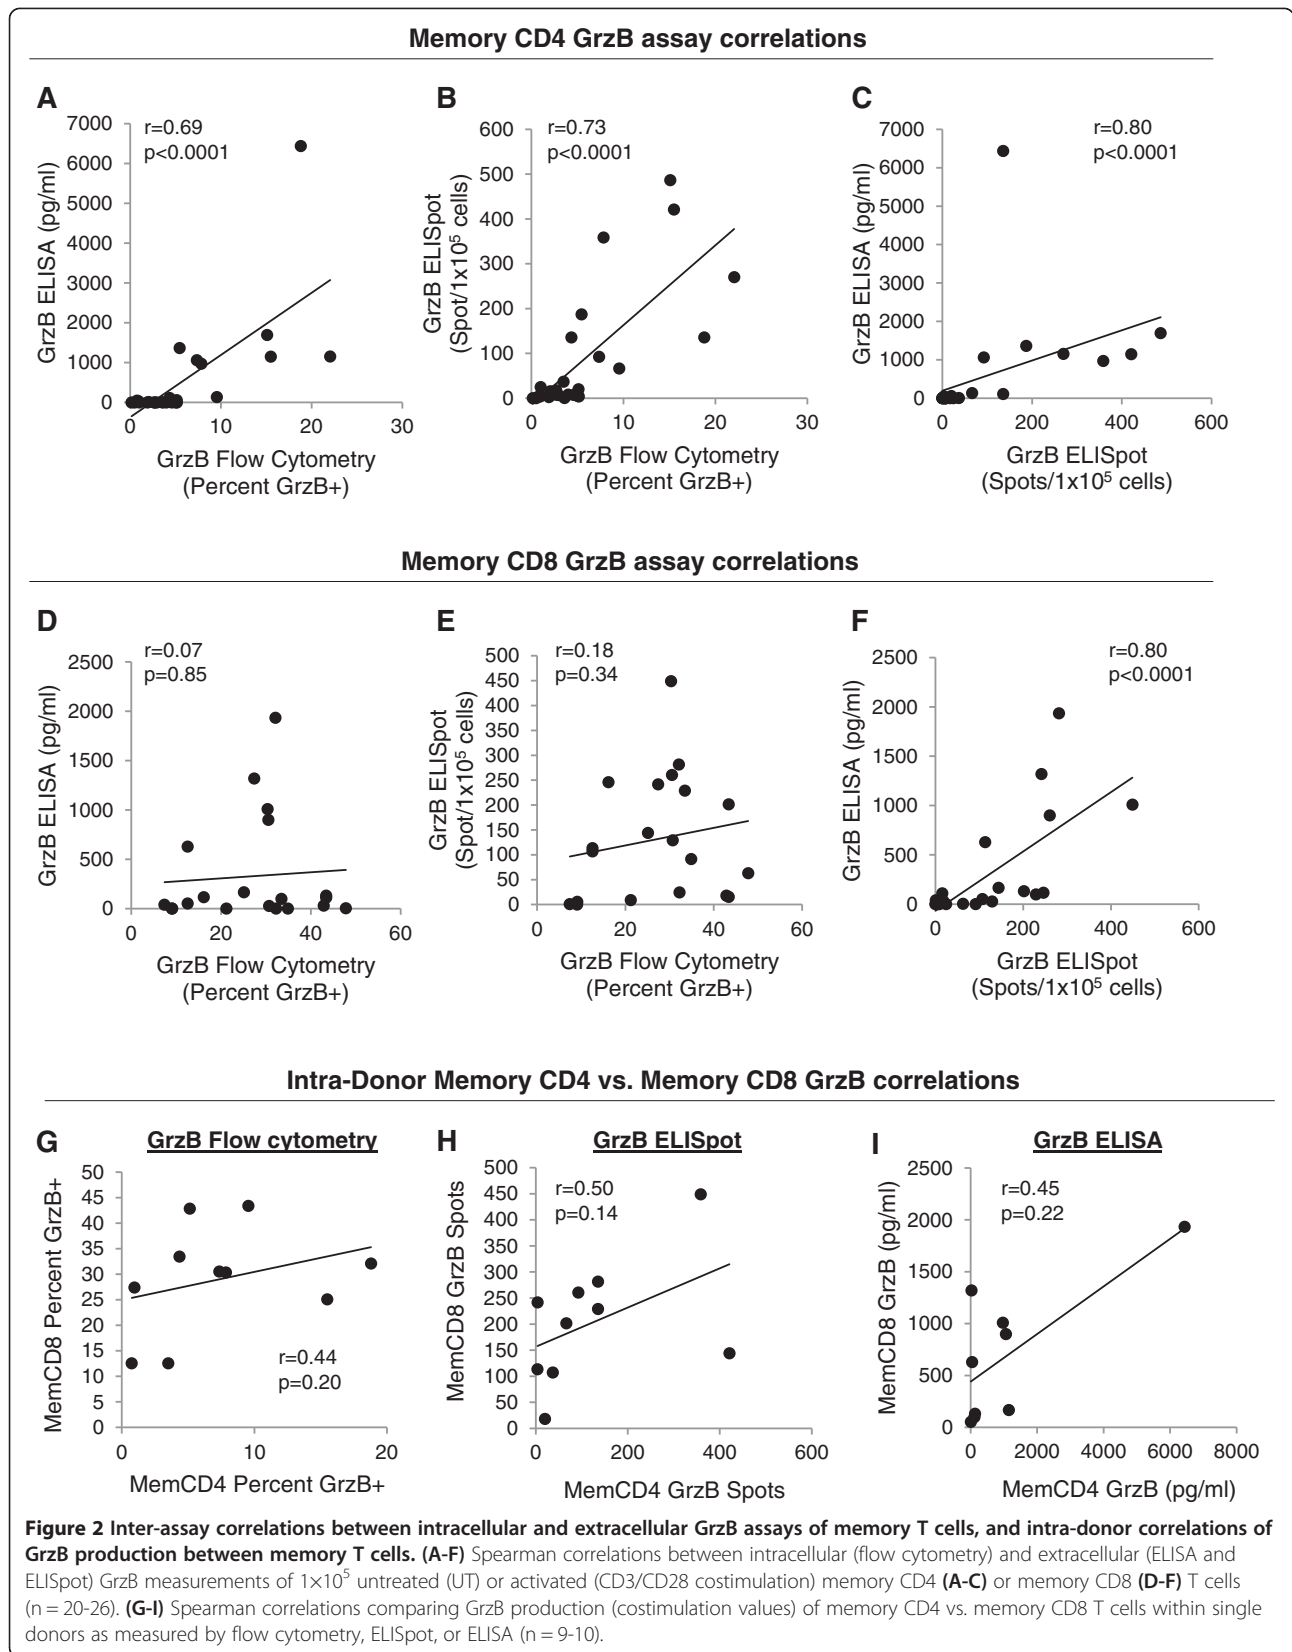 Memory CD4 GrzB assay correlations
A
r=0.69
p<0.0001
GrzB ELISA (pg/ml)
7000
6000
5000
4000
3000
2000
1000
0
0 10 20 30
GrzB Flow Cytometry
(Percent GrzB+)
B
r=0.73
p<0.0001
GrzB ELISpot
(Spot/1x10⁵ cells)
600
500
400
300
200
100
0
0 10 20 30
GrzB Flow Cytometry
(Percent GrzB+)
C
r=0.80
p<0.0001
GrzB ELISA (pg/ml)
7000
6000
5000
4000
3000
2000
1000
0
0 200 400 600
GrzB ELISpot
(Spots/1x10⁵ cells)
Memory CD8 GrzB assay correlations
D
r=0.07
p=0.85
GrzB ELISA (pg/ml)
2500
2000
1500
1000
500
0
0 20 40 60
GrzB Flow Cytometry
(Percent GrzB+)
E
r=0.18
p=0.34
GrzB ELISpot
(Spot/1x10⁵ cells)
500
450
400
350
300
250
200
150
100
50
0
0 20 40 60
GrzB Flow Cytometry
(Percent GrzB+)
F
r=0.80
p<0.0001
GrzB ELISA (pg/ml)
2500
2000
1500
1000
500
0
0 200 400 600
GrzB ELISpot
(Spots/1x10⁵ cells)
Intra-Donor Memory CD4 vs. Memory CD8 GrzB correlations
G
GrzB Flow cytometry
MemCD8 Percent GrzB+
50
45
40
35
30
25
20
15
10
5
0
r=0.44
p=0.20
0 10 20
MemCD4 Percent GrzB+
H
GrzB ELISpot
r=0.50
p=0.14
MemCD8 GrzB Spots
500
450
400
350
300
250
200
150
100
50
0
0 200 400 600
MemCD4 GrzB Spots
I
GrzB ELISA
r=0.45
p=0.22
MemCD8 GrzB (pg/ml)
2500
2000
1500
1000
500
0
0 2000 4000 6000 8000
MemCD4 GrzB (pg/ml)
Figure 2 Inter-assay correlations between intracellular and extracellular GrzB assays of memory T cells, and intra-donor correlations of
GrzB production between memory T cells. (A-F) Spearman correlations between intracellular (flow cytometry) and extracellular (ELISA and
ELISpot) GrzB measurements of 1×10⁵ untreated (UT) or activated (CD3/CD28 costimulation) memory CD4 (A-C) or memory CD8 (D-F) T cells
(n = 20-26). (G-I) Spearman correlations comparing GrzB production (costimulation values) of memory CD4 vs. memory CD8 T cells within single
donors as measured by flow cytometry, ELISpot, or ELISA (n = 9-10).